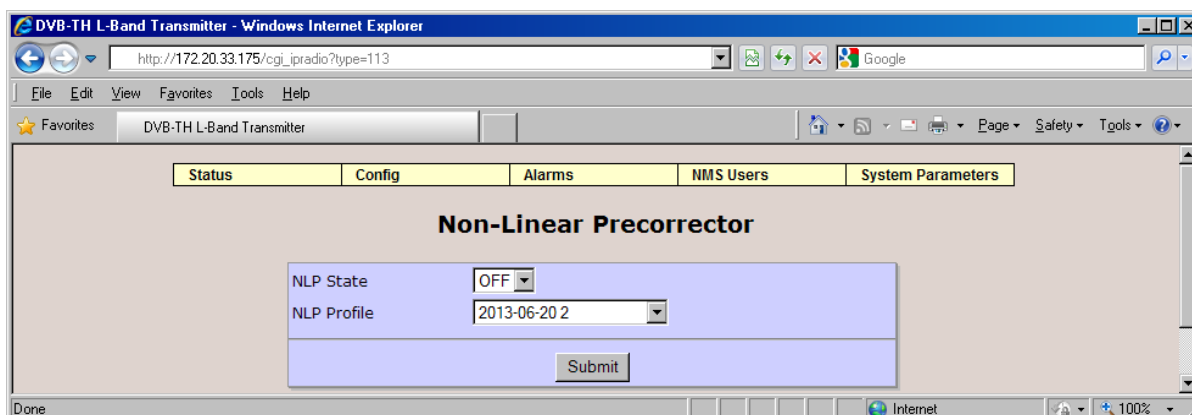 DVB-TH L-Band Transmitter - Windows Internet Explorer
http://172.20.33.175/cgi_ipradio?type=113
Google
File Edit View Favorites Tools Help
Favorites DVB-TH L-Band Transmitter Page Safety Tools
Status Config Alarms NMS Users System Parameters
Non-Linear Precorrector
NLP State OFF
NLP Profile 2013-06-20 2
Submit
Done Internet 100%